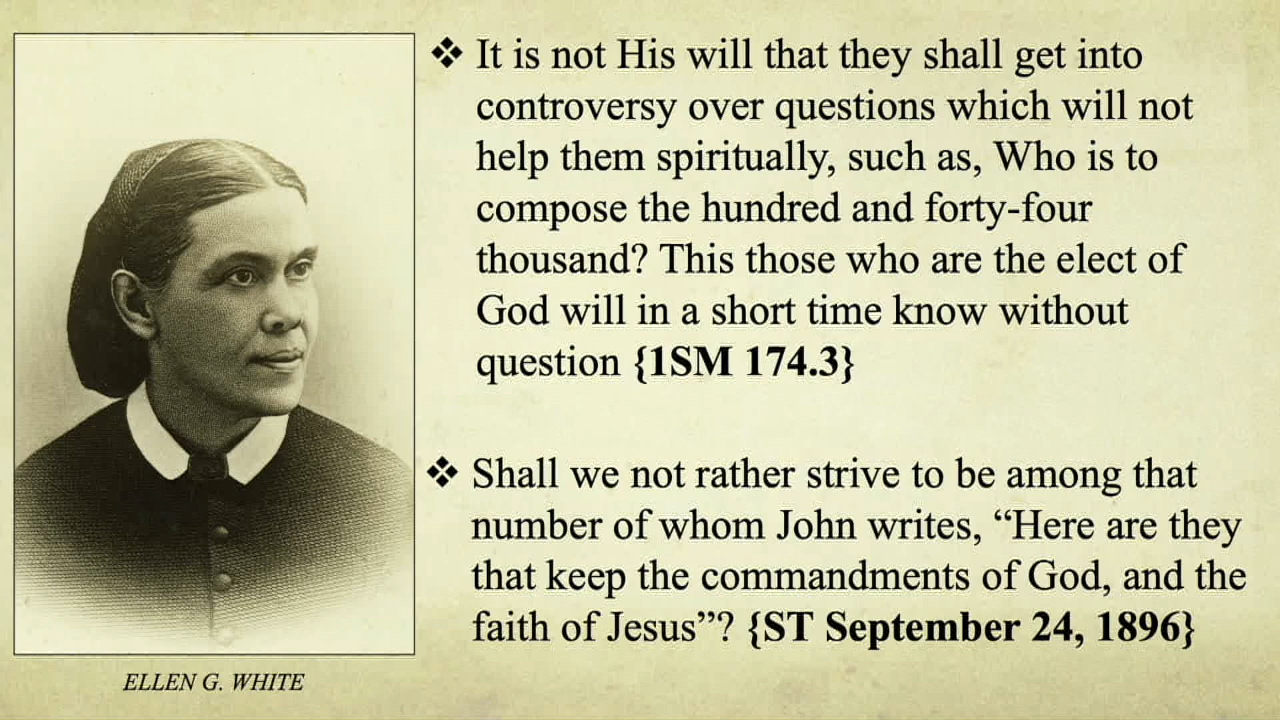 ❖ It is not His will that they shall get into
controversy over questions which will not
help them spiritually, such as, Who is to
compose the hundred and forty-four
thousand? This those who are the elect of
God will in a short time know without
question {1SM 174.3}
❖ Shall we not rather strive to be among that
number of whom John writes, “Here are they
that keep the commandments of God, and the
faith of Jesus”? {ST September 24, 1896}
ELLEN G. WHITE